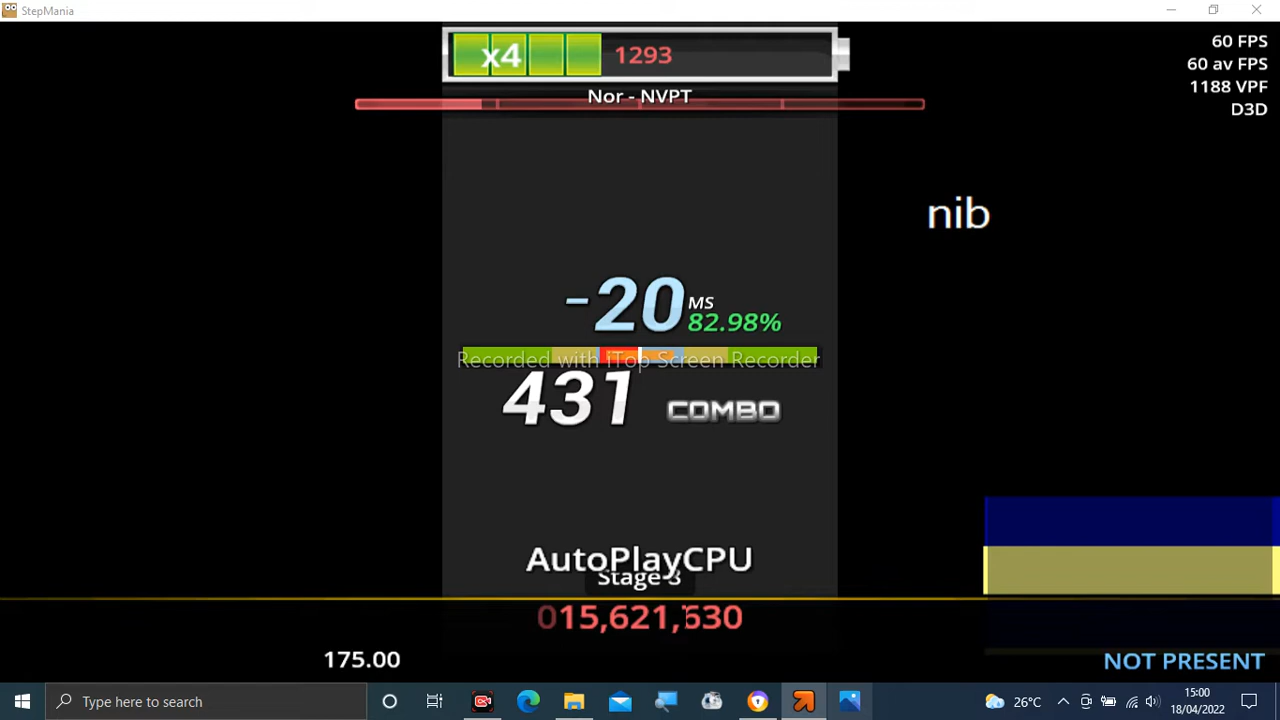 StepMania
60 FPS
60 av FPS
1188 VPF
D3D
x4
1293
Nor - NVPT
nib
-20 MS
82.98%
Recorded with iTop Screen Recorder
431 COMBO
AutoPlayCPU
Stage 3
015,621,630
175.00
NOT PRESENT
Type here to search
26°C
15:00
18/04/2022